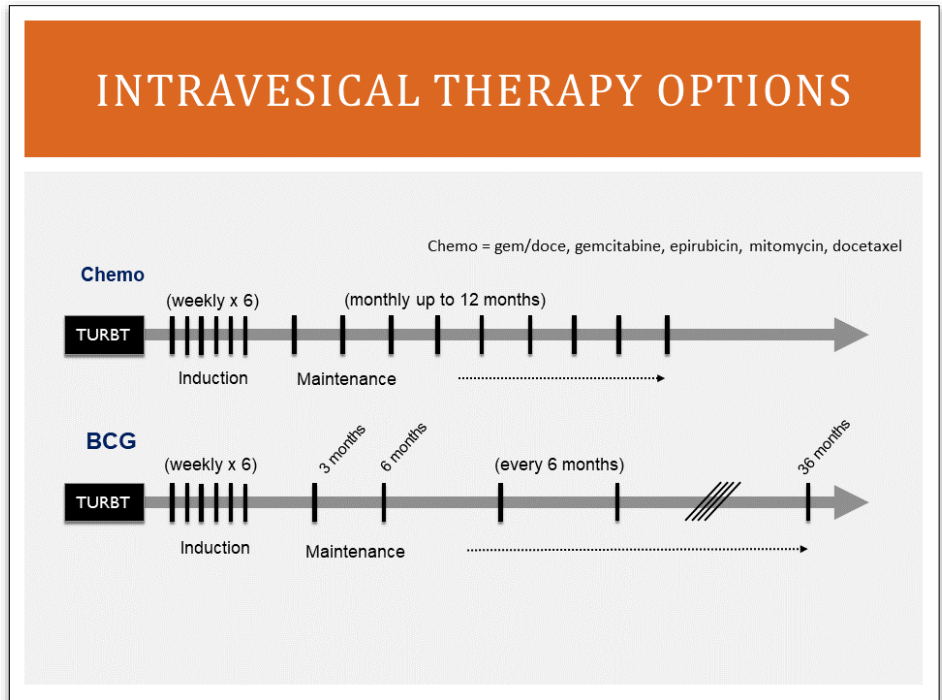 INTRAVESICAL THERAPY OPTIONS
Chemo = gem/doce, gemcitabine, epirubicin, mitomycin, docetaxel
Chemo
(weekly x 6)
(monthly up to 12 months)
TURBT
Induction
Maintenance
BCG
(weekly x 6)
3 months
6 months
(every 6 months)
36 months
TURBT
Induction
Maintenance